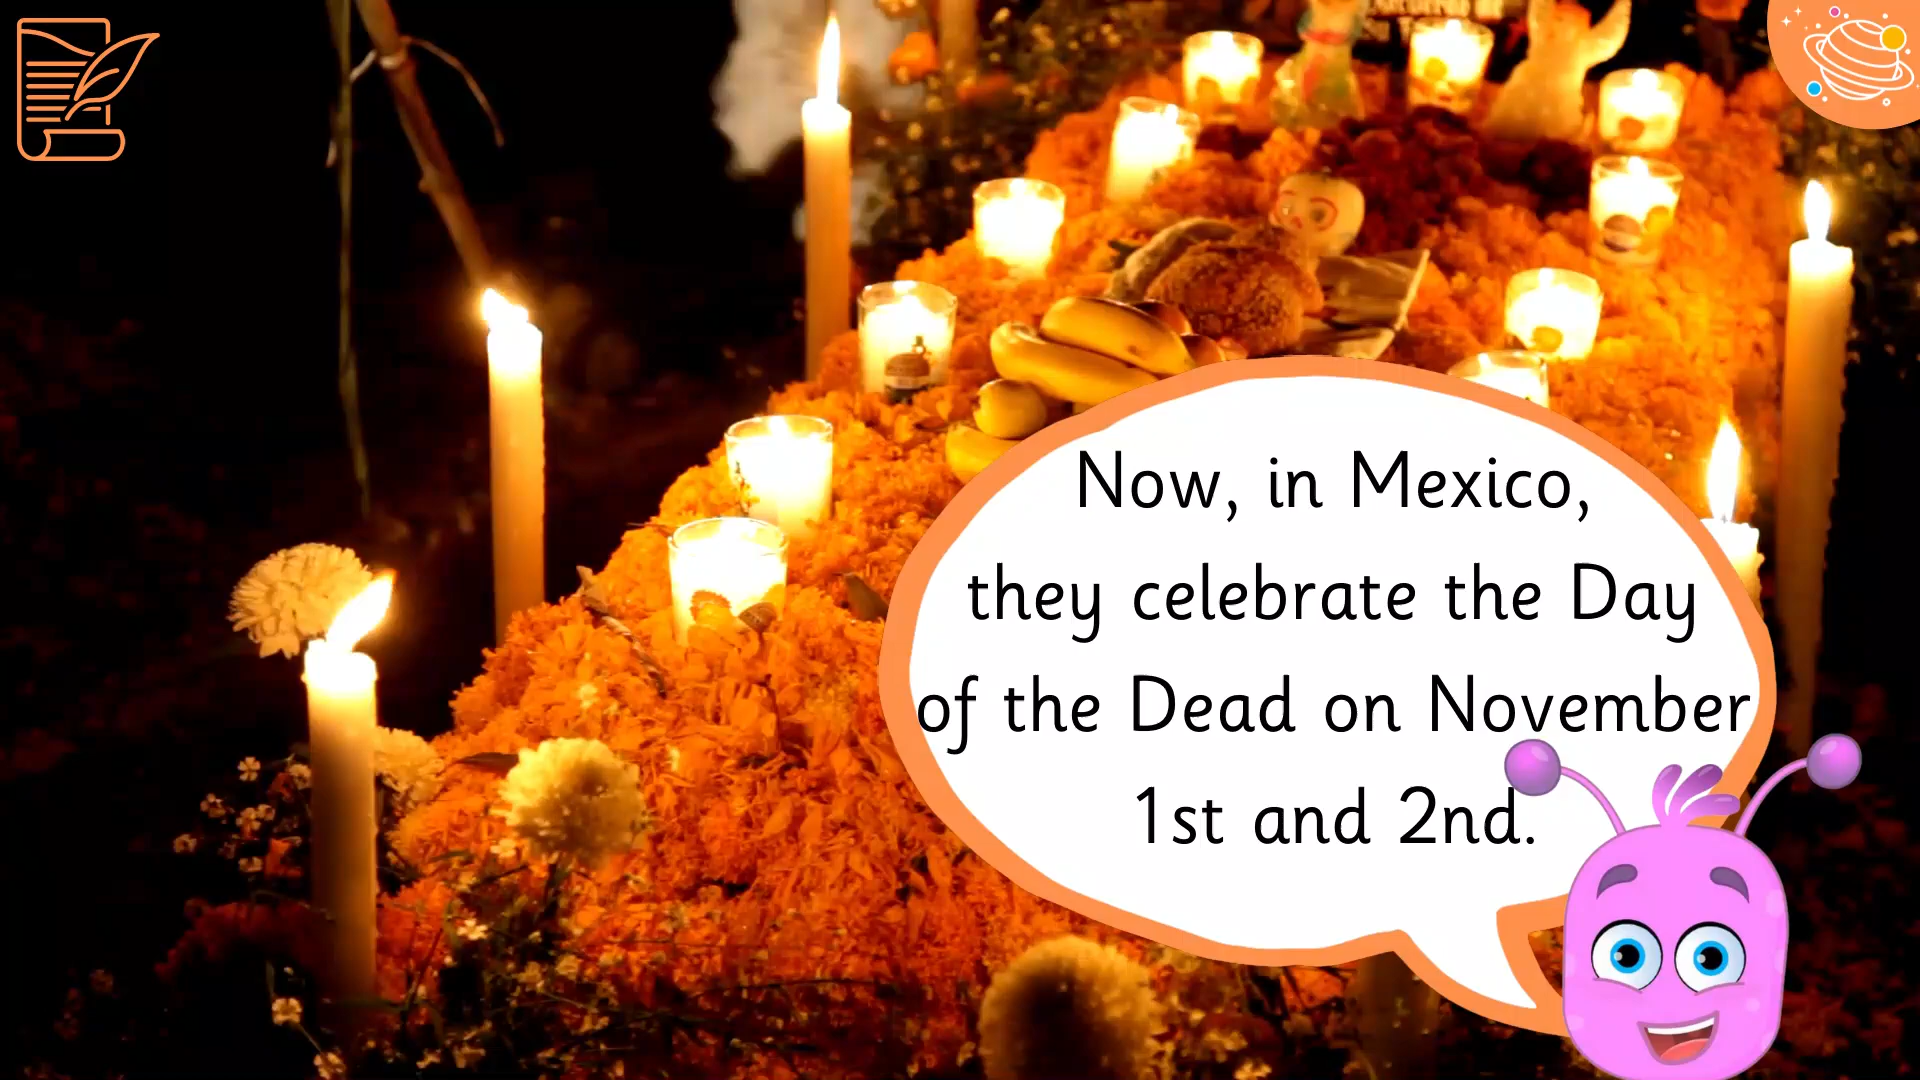 Now, in Mexico,
they celebrate the Day
of the Dead on November
1st and 2nd.